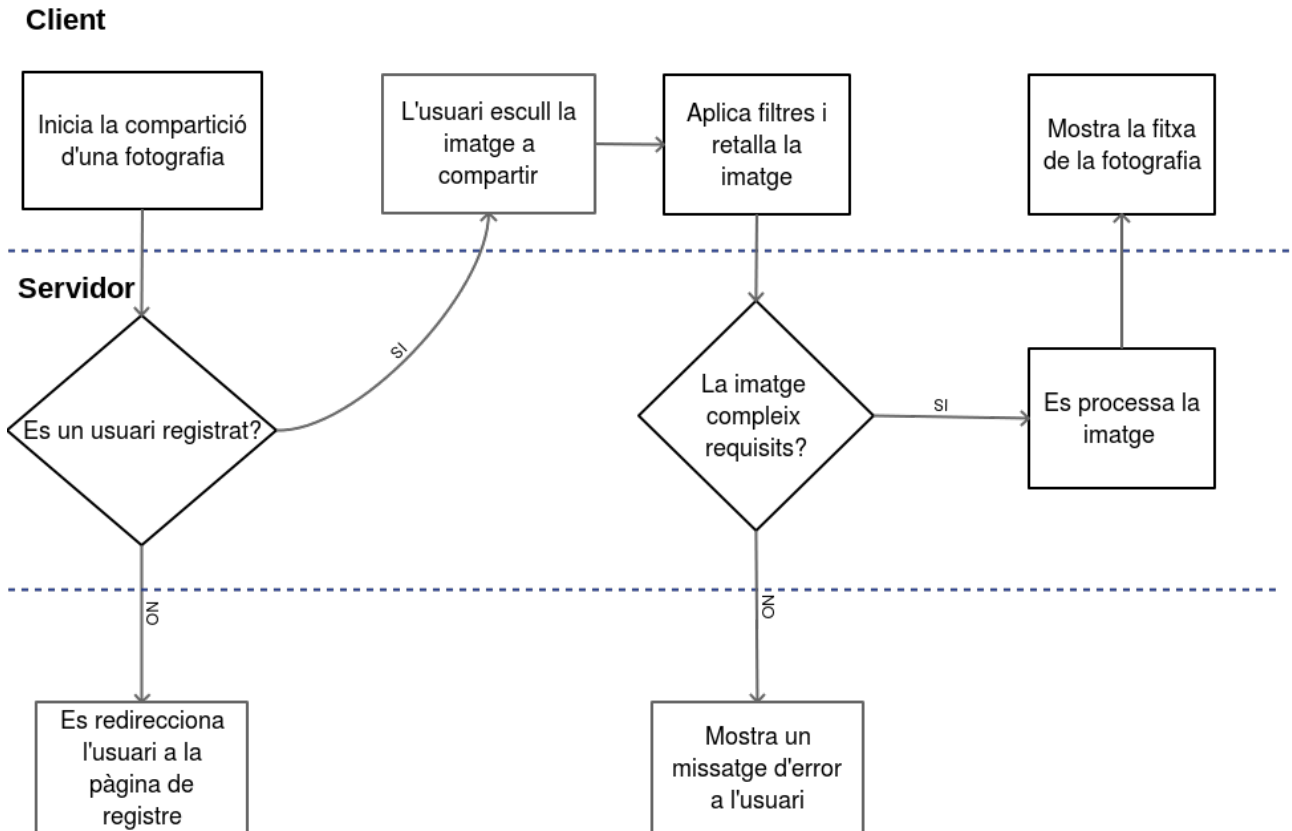 Client
Inicia la compartició
d'una fotografia
L'usuari escull la
imatge a
compartir
Aplica filtres i
retalla la
imatge
Mostra la fitxa
de la fotografia
Servidor
Es un usuari registrat?
SI
La imatge
compleix
requisits?
SI
Es processa la
imatge
NO
NO
Es redirecciona
l'usuari a la
pàgina de
registre
Mostra un
missatge d'error
a l'usuari